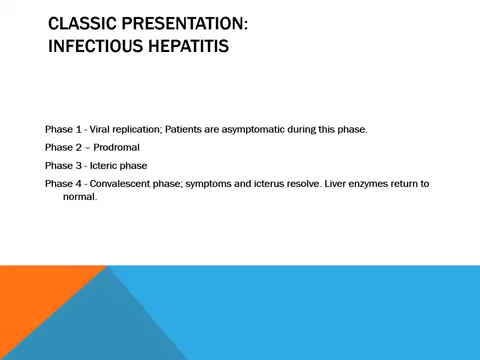 CLASSIC PRESENTATION:
INFECTIOUS HEPATITIS
Phase 1 - Viral replication; Patients are asymptomatic during this phase.
Phase 2 – Prodromal
Phase 3 - Icteric phase
Phase 4 - Convalescent phase; symptoms and icterus resolve. Liver enzymes return to
normal.